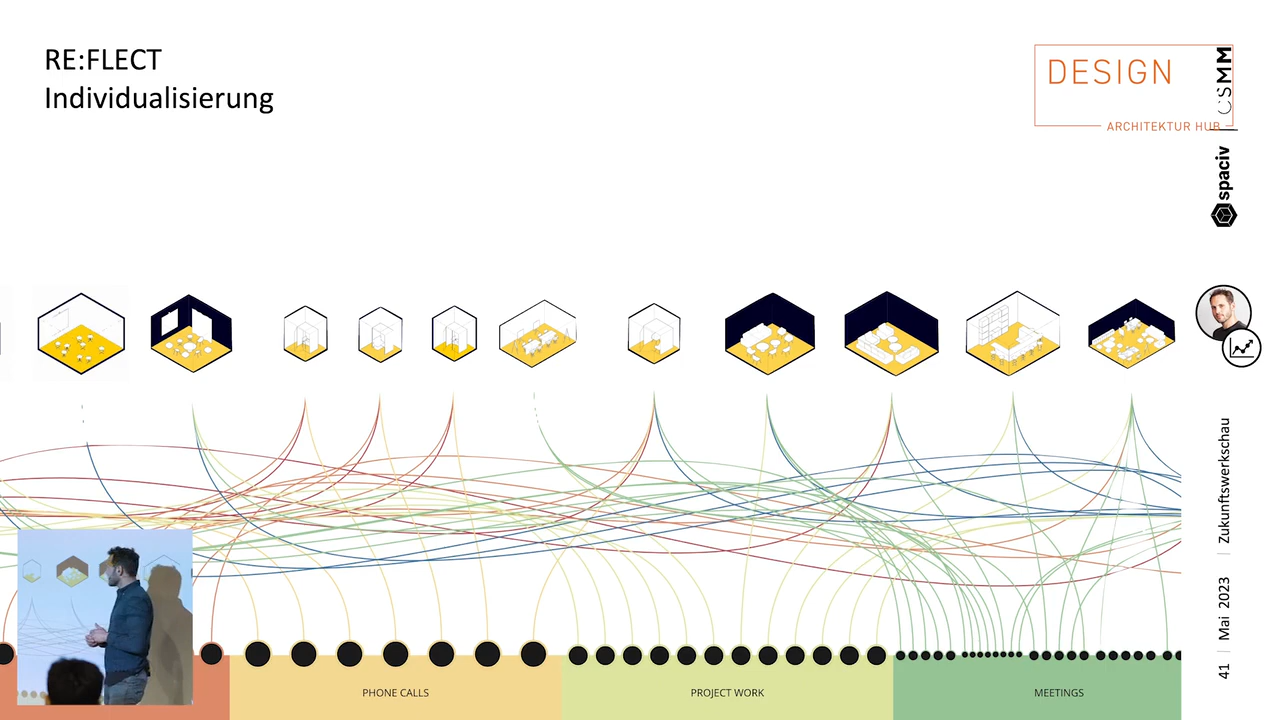 RE:FLECT
Individualisierung
DESIGN
ARCHITEKTUR HUB
CSMM
spaciv
Zukunftswerkschau
Mai 2023
41
PHONE CALLS
PROJECT WORK
MEETINGS